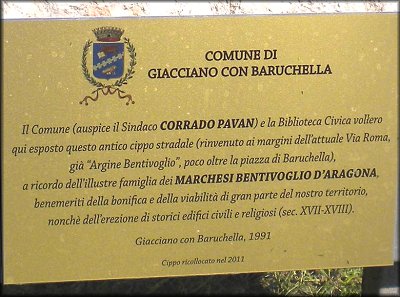 COMUNE DI
GIACCIANO CON BARUCHELLA
Il Comune (auspice il Sindaco CORRADO PAVAN) e la Biblioteca Civica vollero
qui esposto questo antico cippo stradale (rinvenuto ai margini dell'attuale Via Roma,
già "Argine Bentivoglio", poco oltre la piazza di Baruchella),
a ricordo dell'illustre famiglia dei MARCHESI BENTIVOGLIO D'ARAGONA,
benemeriti della bonifica e della viabilità di gran parte del nostro territorio,
nonchè dell'erezione di storici edifici civili e religiosi (sec. XVII-XVIII).
Giacciano con Baruchella, 1991
Cippo ricollocato nel 2011